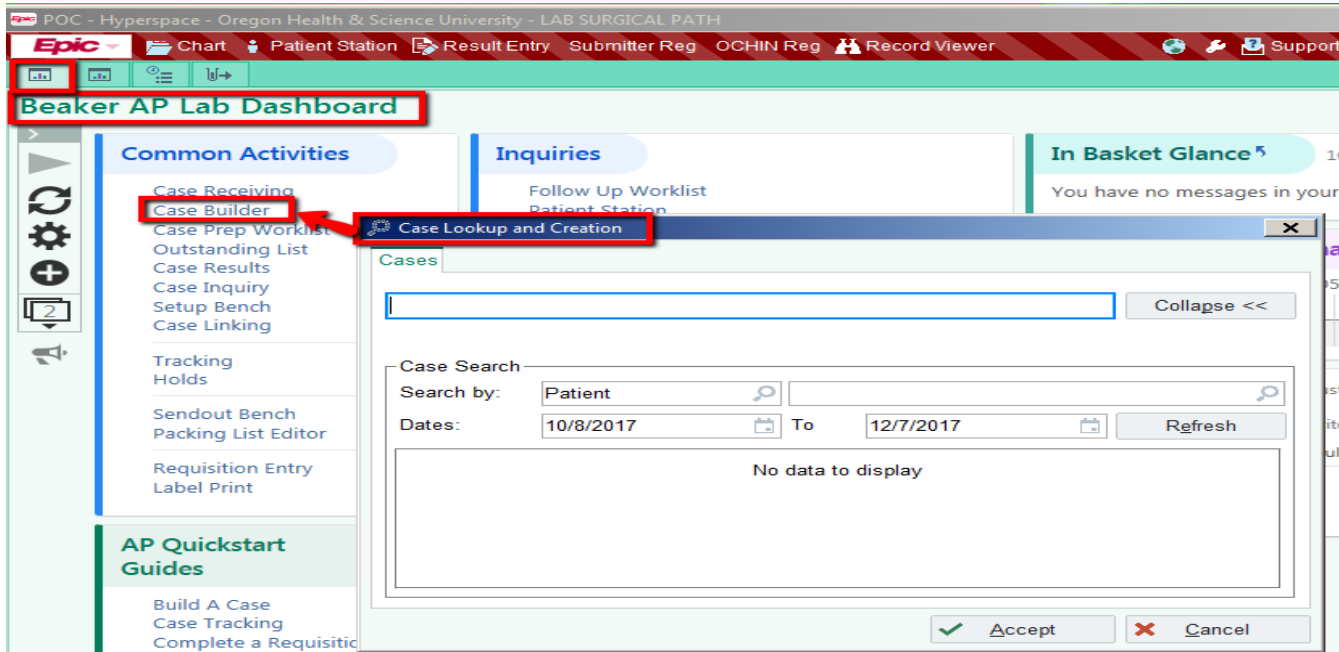 Epic POC - Hyperspace - Oregon Health & Science University - LAB SURGICAL PATH
Epic Chart Patient Station Result Entry Submitter Reg OCHIN Reg Record Viewer Support
Beaker AP Lab Dashboard
Common Activities
Case Receiving
Case Builder
Case Prep Worklist
Outstanding List
Case Results
Case Inquiry
Setup Bench
Case Linking
Tracking
Holds
Sendout Bench
Packing List Editor
Requisition Entry
Label Print
AP Quickstart
Guides
Build A Case
Case Tracking
Complete a Requisitio
Inquiries
Follow Up Worklist
Patient Station
In Basket Glance
You have no messages in your
2
Case Lookup and Creation
Cases
Collapse <<
Case Search
Search by: Patient
Dates: 10/8/2017 To 12/7/2017 Refresh
No data to display
Accept Cancel